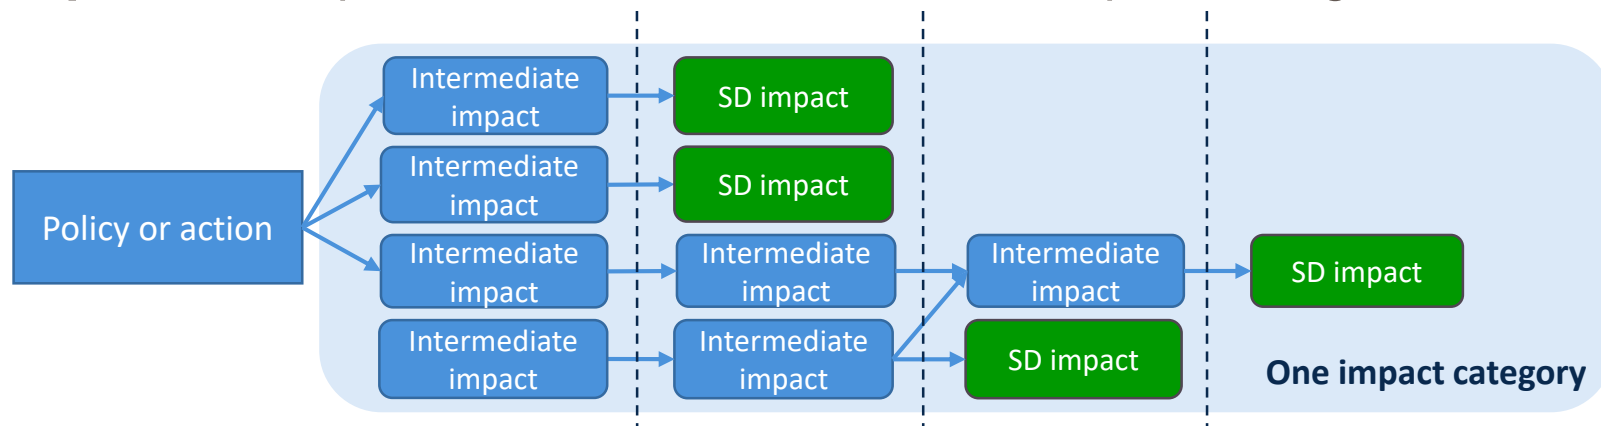 Intermediate
impact
SD impact
Intermediate
impact
SD impact
Policy or action
Intermediate
impact
Intermediate
impact
Intermediate
impact
SD impact
Intermediate
impact
Intermediate
impact
SD impact
One impact category